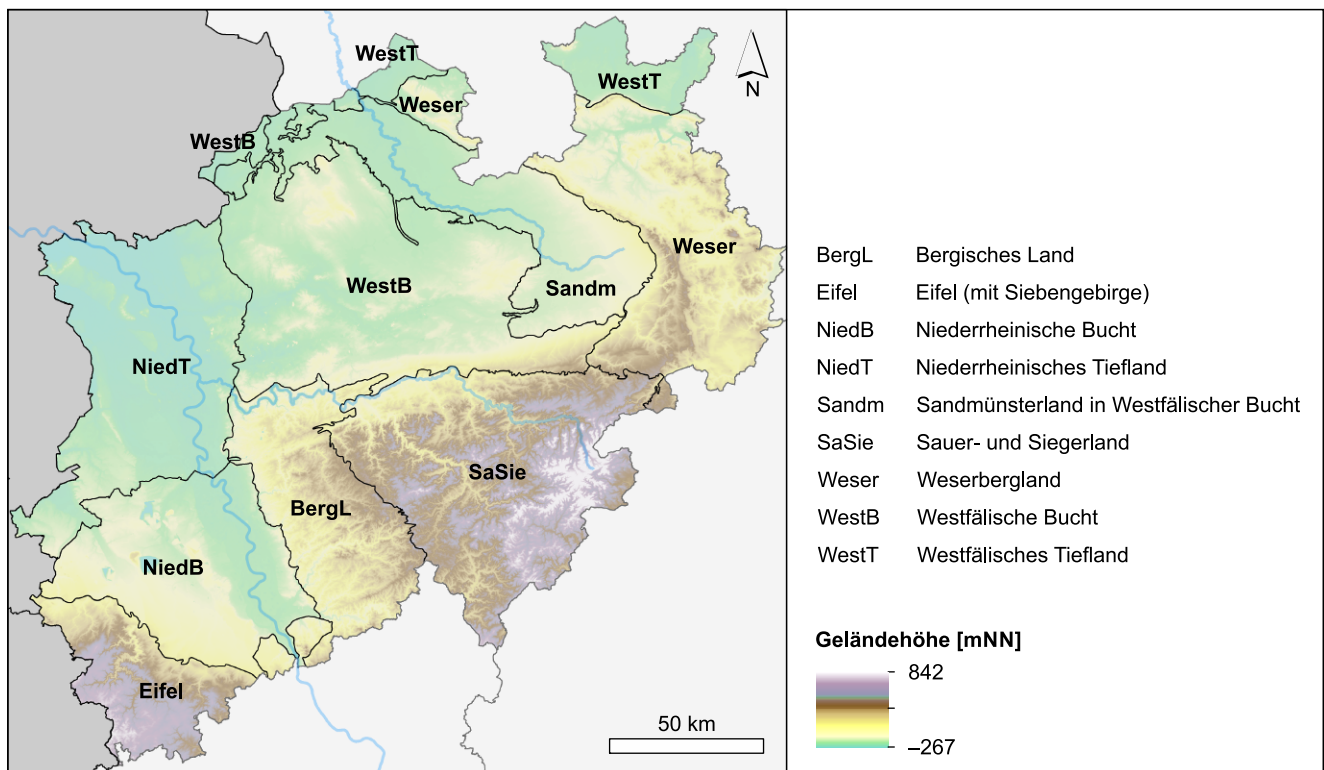 WestT
WestT
Weser
WestB
N
Weser
WestB
Sandm
NiedT
SaSie
BergL
NiedB
Eifel
50 km
BergL Bergisches Land
Eifel Eifel (mit Siebengebirge)
NiedB Niederrheinische Bucht
NiedT Niederrheinisches Tiefland
Sandm Sandmünsterland in Westfälischer Bucht
SaSie Sauer- und Siegerland
Weser Weserbergland
WestB Westfälische Bucht
WestT Westfälisches Tiefland
Geländehöhe [mNN]
842
–267